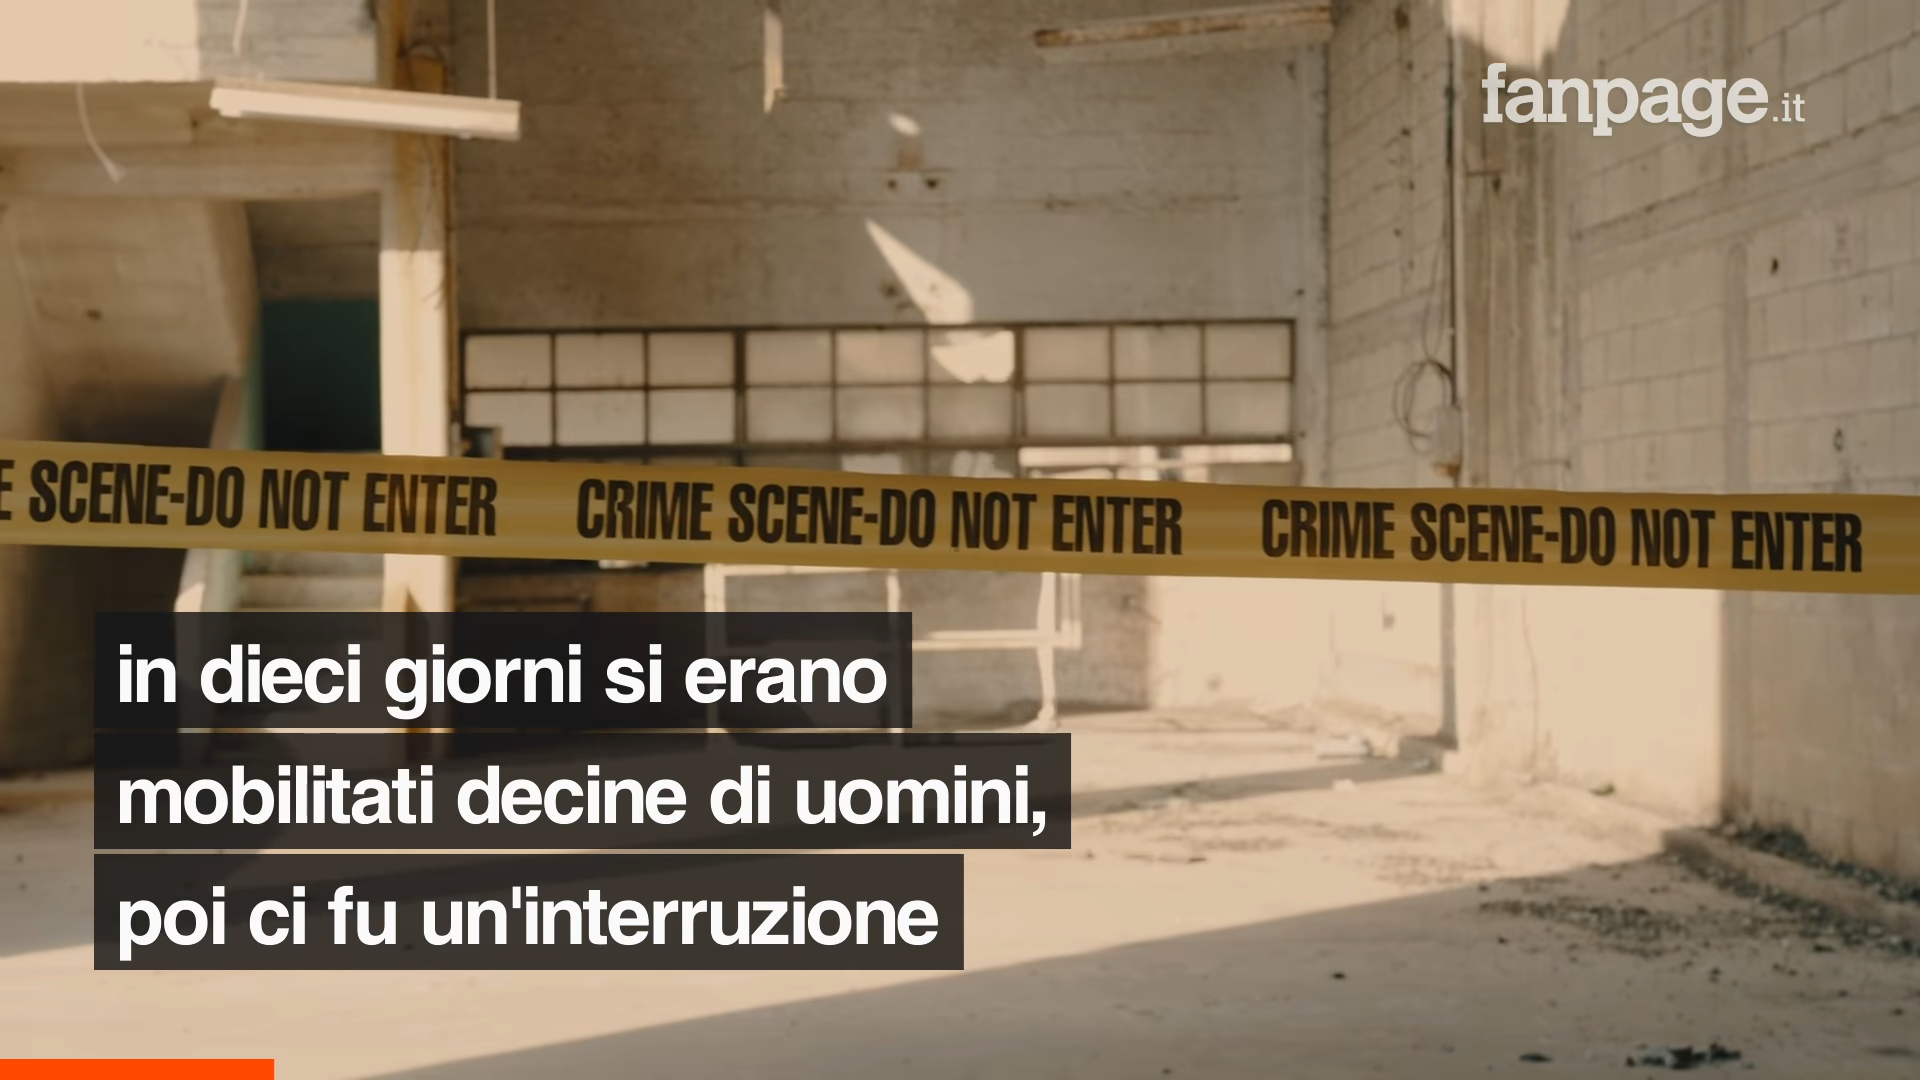 fanpage.it
E SCENE-DO NOT ENTER CRIME SCENE-DO NOT ENTER CRIME SCENE-DO NOT ENTER
in dieci giorni si erano
mobilitati decine di uomini,
poi ci fu un'interruzione